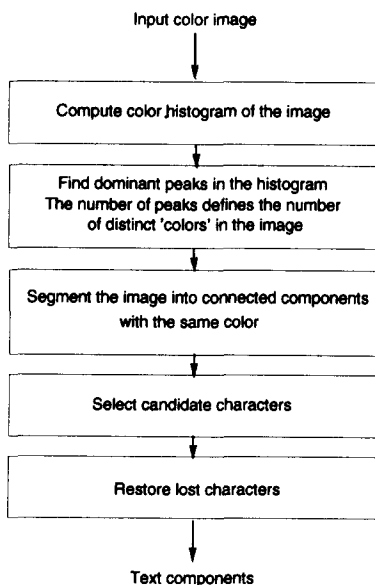 Input color image
Compute color histogram of the image
Find dominant peaks in the histogram
The number of peaks defines the number
of distinct 'colors' in the image
Segment the image into connected components
with the same color
Select candidate characters
Restore lost characters
Text components